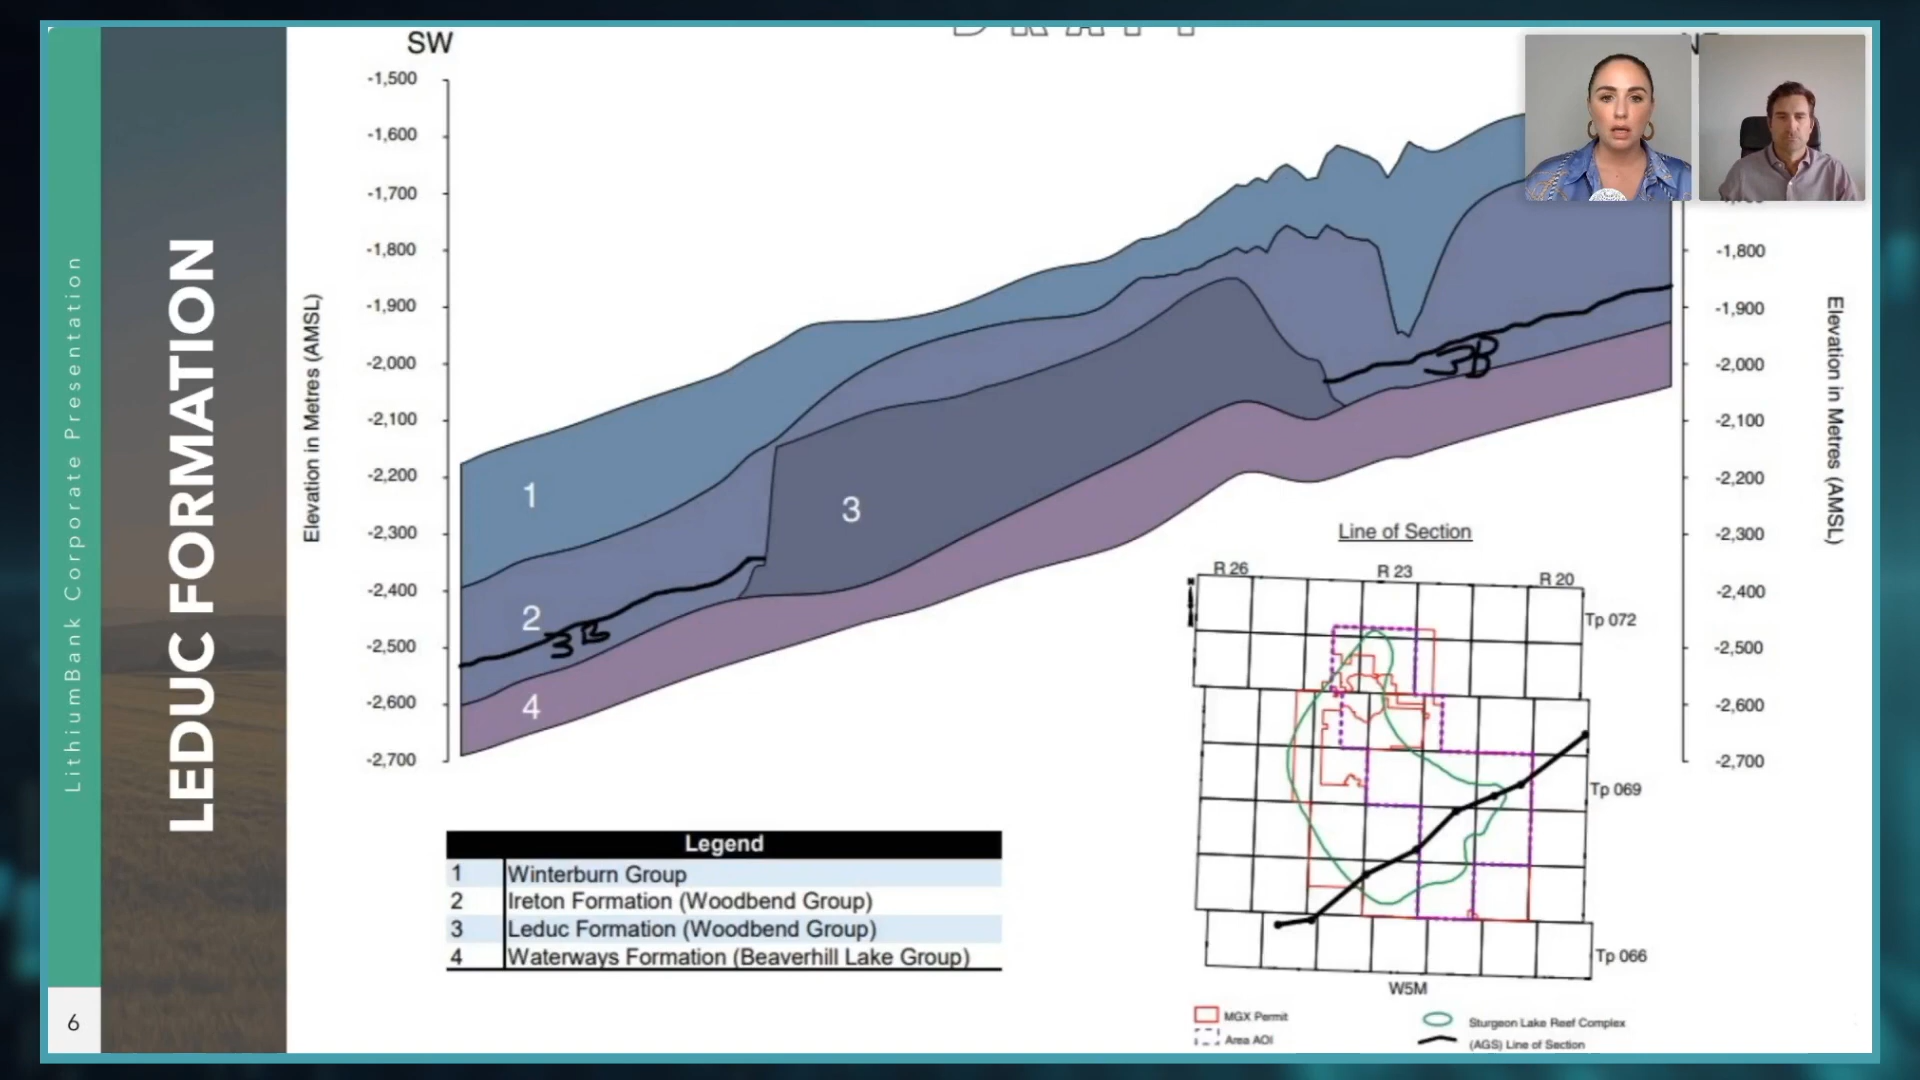 LithiumBank Corporate Presentation
LEDUC FORMATION
6
DRAFT
SW
-1,500
-1,600
-1,700
-1,800
-1,900
-2,000
-2,100
-2,200
-2,300
-2,400
-2,500
-2,600
-2,700
Elevation in Metres (AMSL)
1
2
3
4
3B
3B
-1,800
-1,900
-2,000
-2,100
-2,200
-2,300
-2,400
-2,500
-2,600
-2,700
Elevation in Metres (AMSL)
Line of Section
R 26
R 23
R 20
Tp 072
Tp 069
Tp 066
W5M
MGX Permit
Area AOI
Sturgeon Lake Reef Complex
(AGS) Line of Section
Legend
1 Winterburn Group
2 Ireton Formation (Woodbend Group)
3 Leduc Formation (Woodbend Group)
4 Waterways Formation (Beaverhill Lake Group)